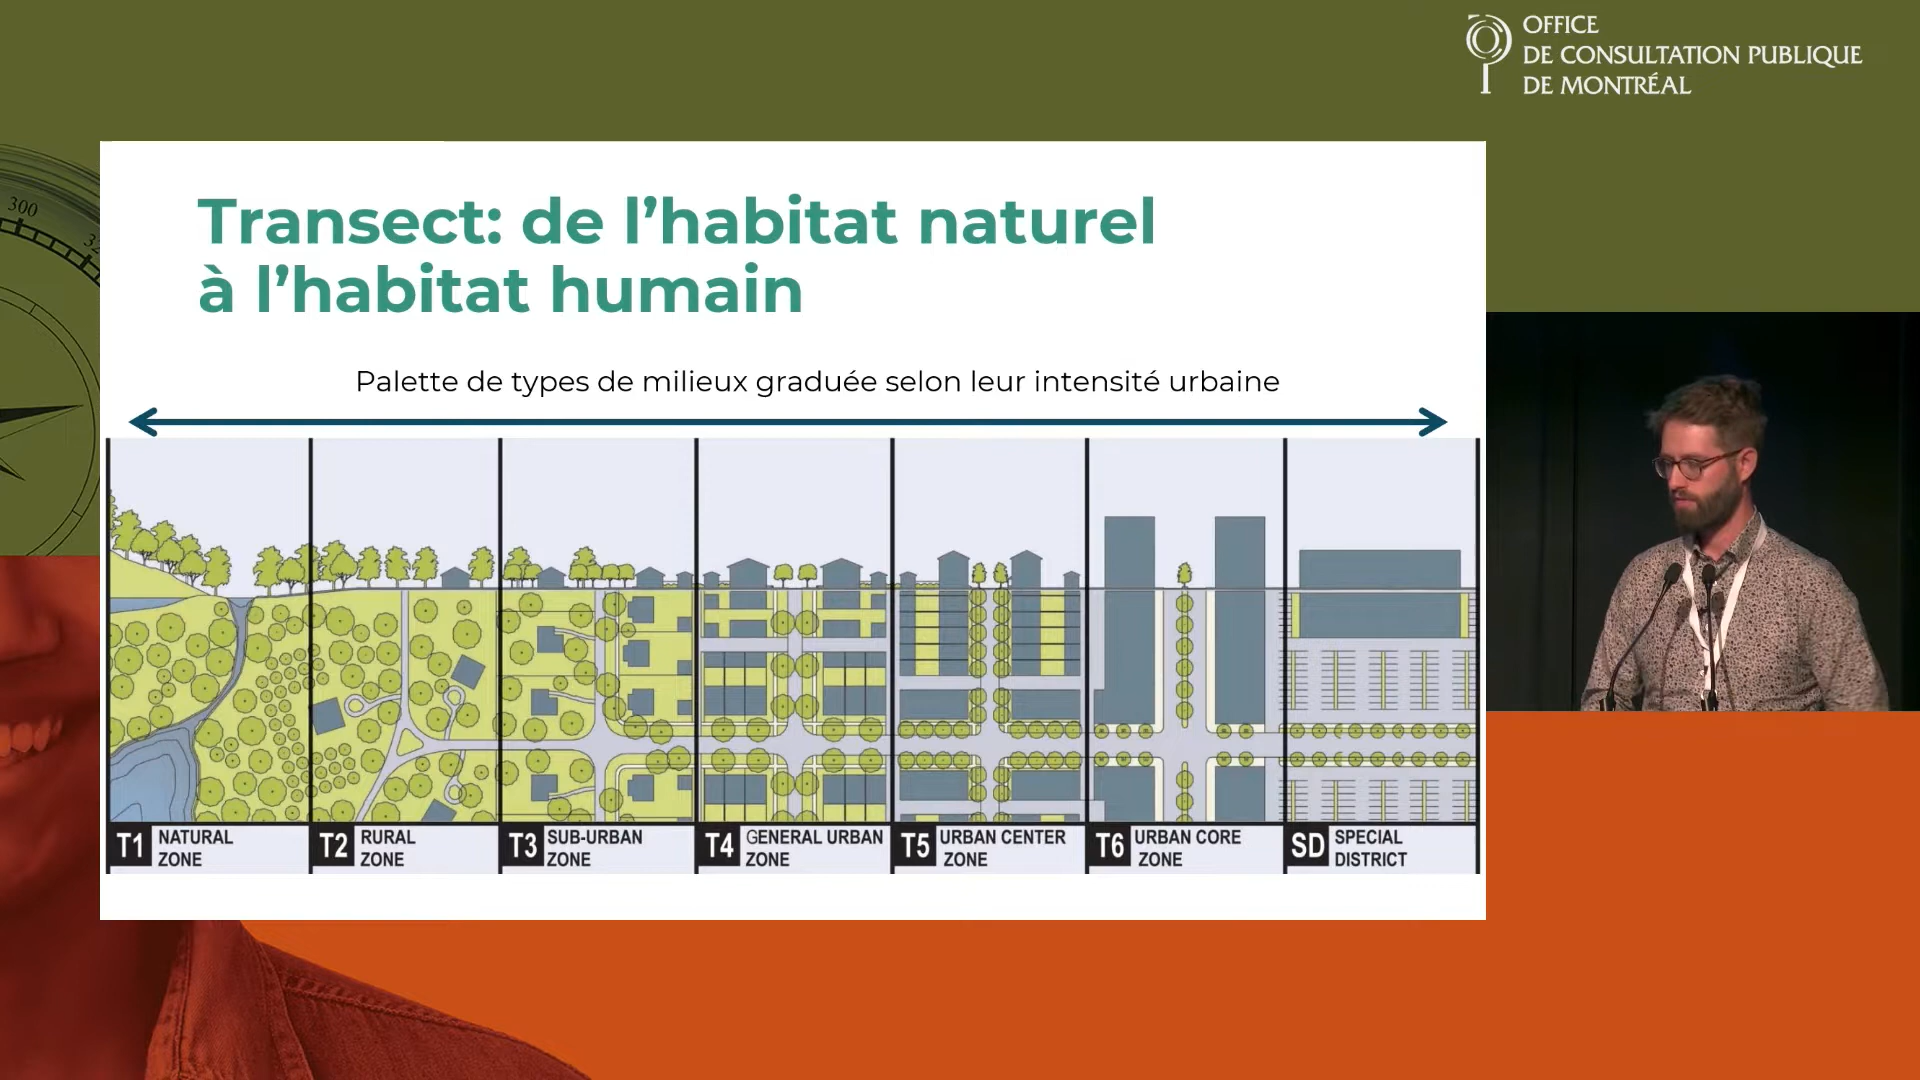 OFFICE
DE CONSULTATION PUBLIQUE
DE MONTRÉAL
300
Transect: de l’habitat naturel
à l’habitat humain
Palette de types de milieux graduée selon leur intensité urbaine
T1 NATURAL ZONE
T2 RURAL ZONE
T3 SUB-URBAN ZONE
T4 GENERAL URBAN ZONE
T5 URBAN CENTER ZONE
T6 URBAN CORE ZONE
SD SPECIAL DISTRICT